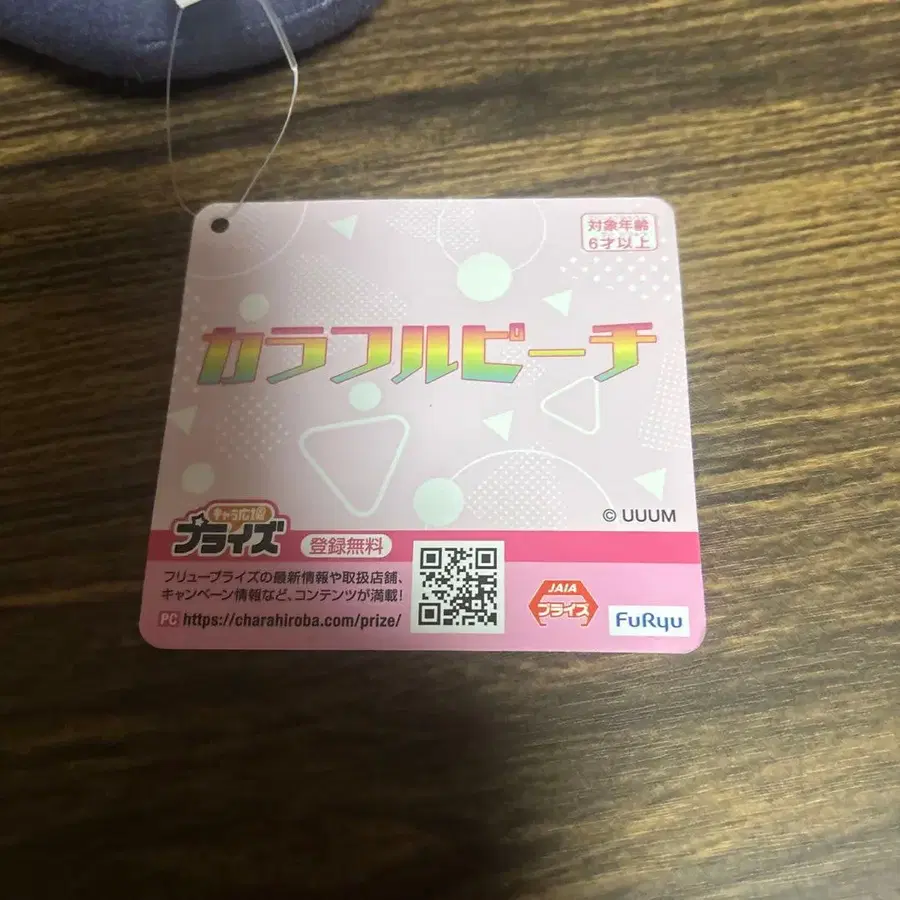 対象年齢
6才以上
カラフルピーチ
© UUUM
キャラ広場
プライズ
登録無料
フリュープライズの最新情報や取扱店舗、
キャンペーン情報など、コンテンツが満載!
PC https://charahiroba.com/prize/
JAIA
プライズ
FuRyu